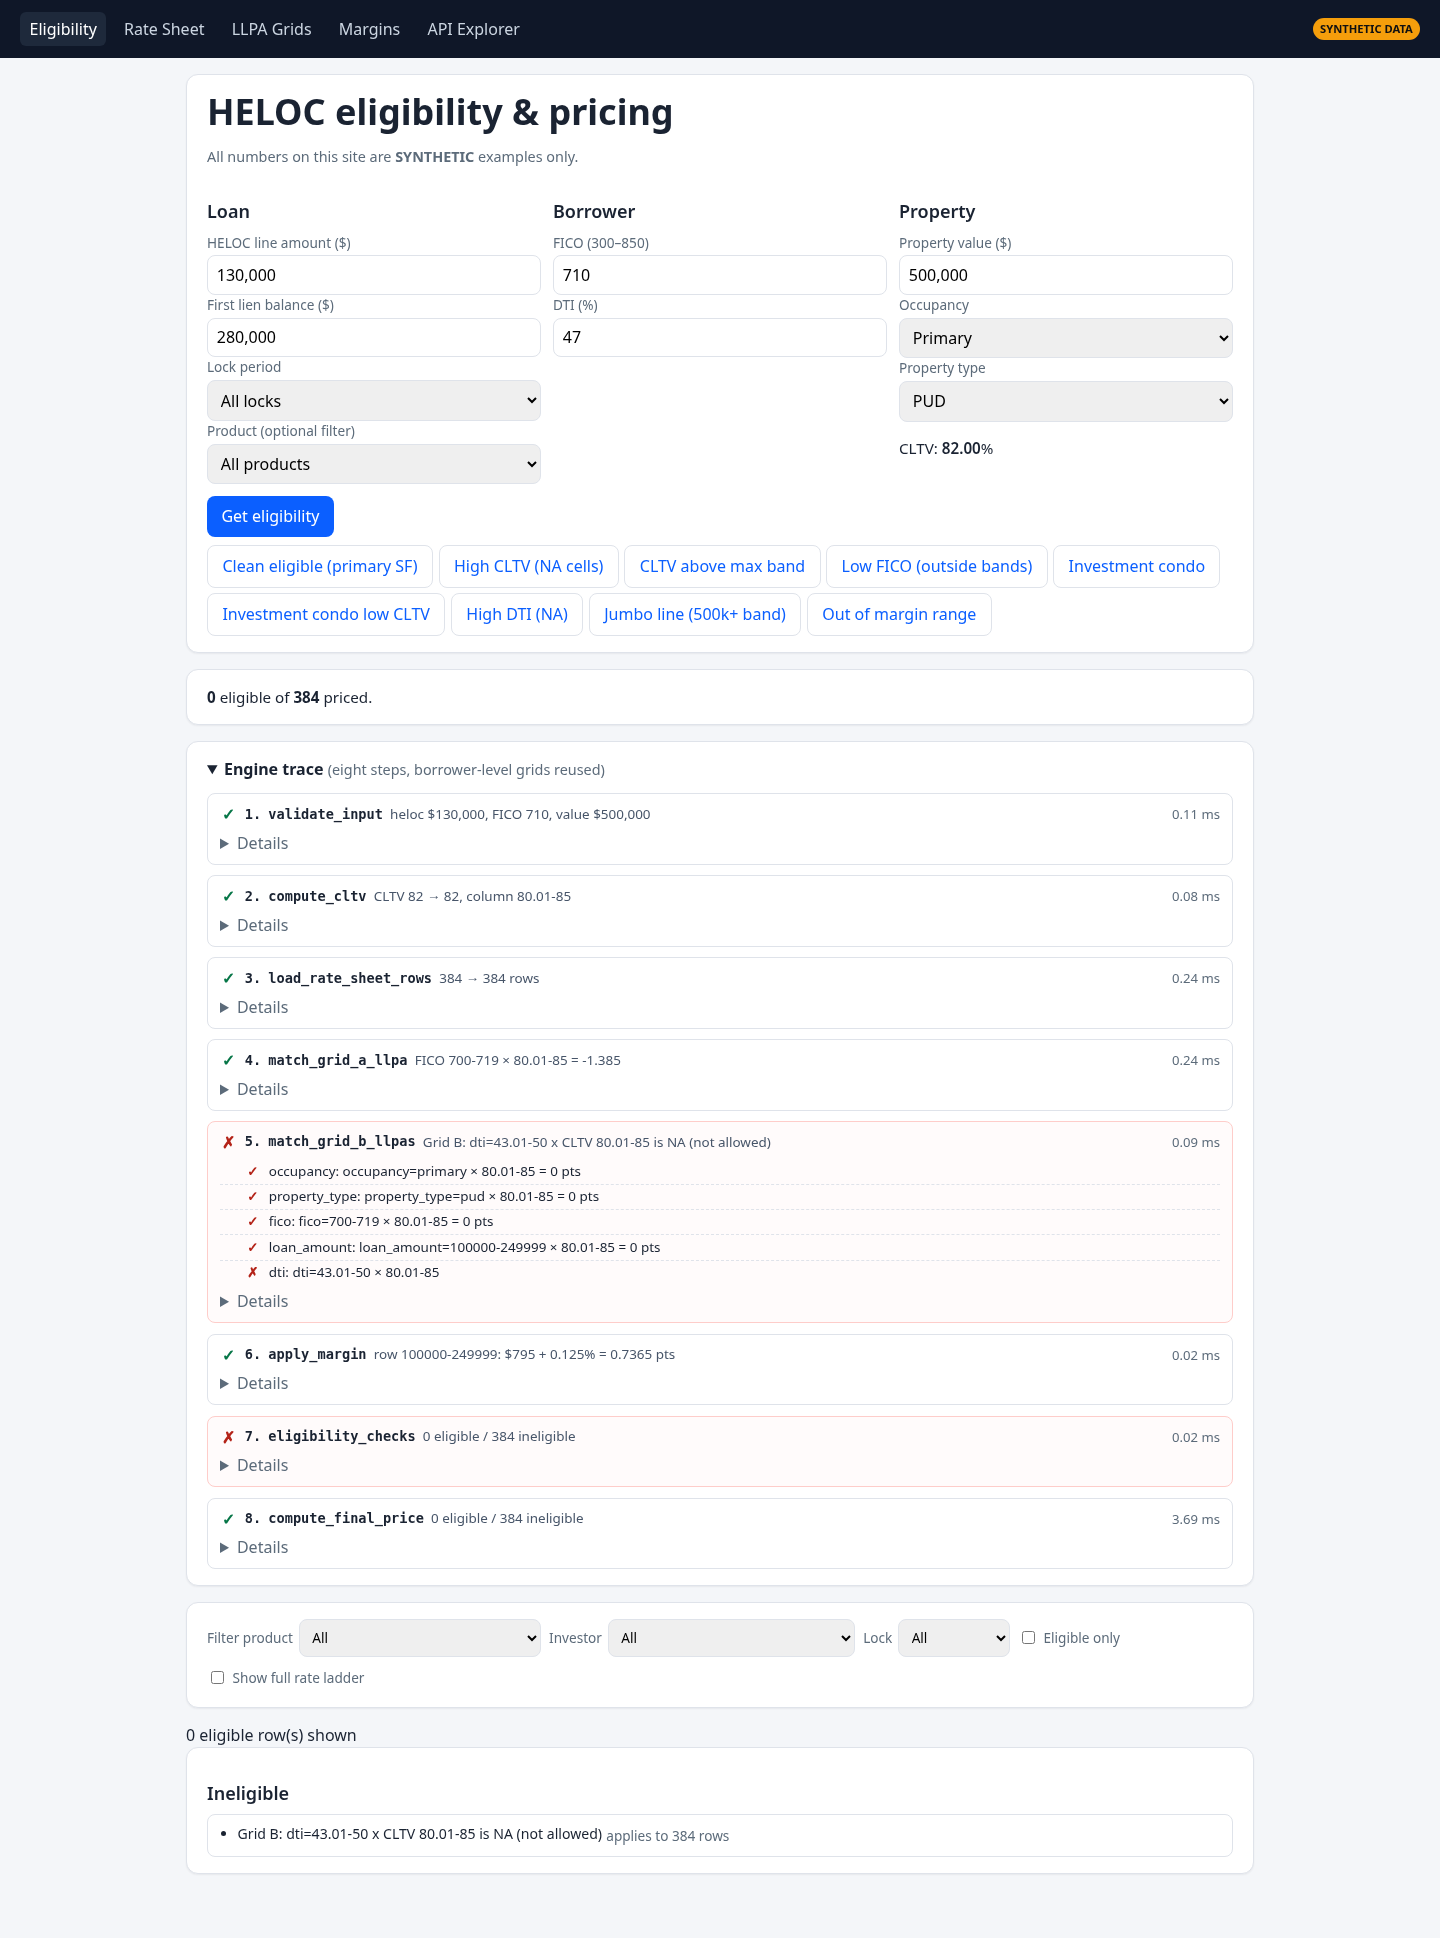 Eligibility Rate Sheet LLPA Grids Margins API Explorer SYNTHETIC DATA
HELOC eligibility & pricing
All numbers on this site are SYNTHETIC examples only.
Loan
HELOC line amount ($)
130,000
First lien balance ($)
280,000
Lock period
All locks
Product (optional filter)
All products
Borrower
FICO (300–850)
710
DTI (%)
47
Property
Property value ($)
500,000
Occupancy
Primary
Property type
PUD
CLTV: 82.00%
Get eligibility
Clean eligible (primary SF) High CLTV (NA cells) CLTV above max band Low FICO (outside bands) Investment condo
Investment condo low CLTV High DTI (NA) Jumbo line (500k+ band) Out of margin range
0 eligible of 384 priced.
▼ Engine trace (eight steps, borrower-level grids reused)
✓ 1. validate_input heloc $130,000, FICO 710, value $500,000 0.11 ms
▶ Details
✓ 2. compute_cltv CLTV 82 → 82, column 80.01-85 0.08 ms
▶ Details
✓ 3. load_rate_sheet_rows 384 → 384 rows 0.24 ms
▶ Details
✓ 4. match_grid_a_llpa FICO 700-719 × 80.01-85 = -1.385 0.24 ms
▶ Details
✗ 5. match_grid_b_llpas Grid B: dti=43.01-50 x CLTV 80.01-85 is NA (not allowed) 0.09 ms
✓ occupancy: occupancy=primary × 80.01-85 = 0 pts
✓ property_type: property_type=pud × 80.01-85 = 0 pts
✓ fico: fico=700-719 × 80.01-85 = 0 pts
✓ loan_amount: loan_amount=100000-249999 × 80.01-85 = 0 pts
✗ dti: dti=43.01-50 × 80.01-85
▶ Details
✓ 6. apply_margin row 100000-249999: $795 + 0.125% = 0.7365 pts 0.02 ms
▶ Details
✗ 7. eligibility_checks 0 eligible / 384 ineligible 0.02 ms
▶ Details
✓ 8. compute_final_price 0 eligible / 384 ineligible 3.69 ms
▶ Details
Filter product All Investor All Lock All Eligible only
Show full rate ladder
0 eligible row(s) shown
Ineligible
• Grid B: dti=43.01-50 x CLTV 80.01-85 is NA (not allowed) applies to 384 rows